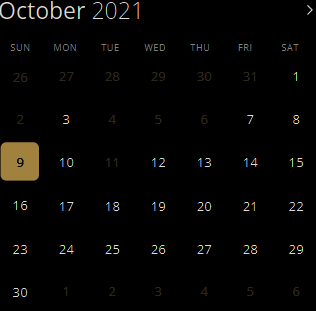 October 2021
SUN MON TUE WED THU FRI SAT
26 27 28 29 30 31 1
2 3 4 5 6 7 8
9 10 11 12 13 14 15
16 17 18 19 20 21 22
23 24 25 26 27 28 29
30 1 2 3 4 5 6